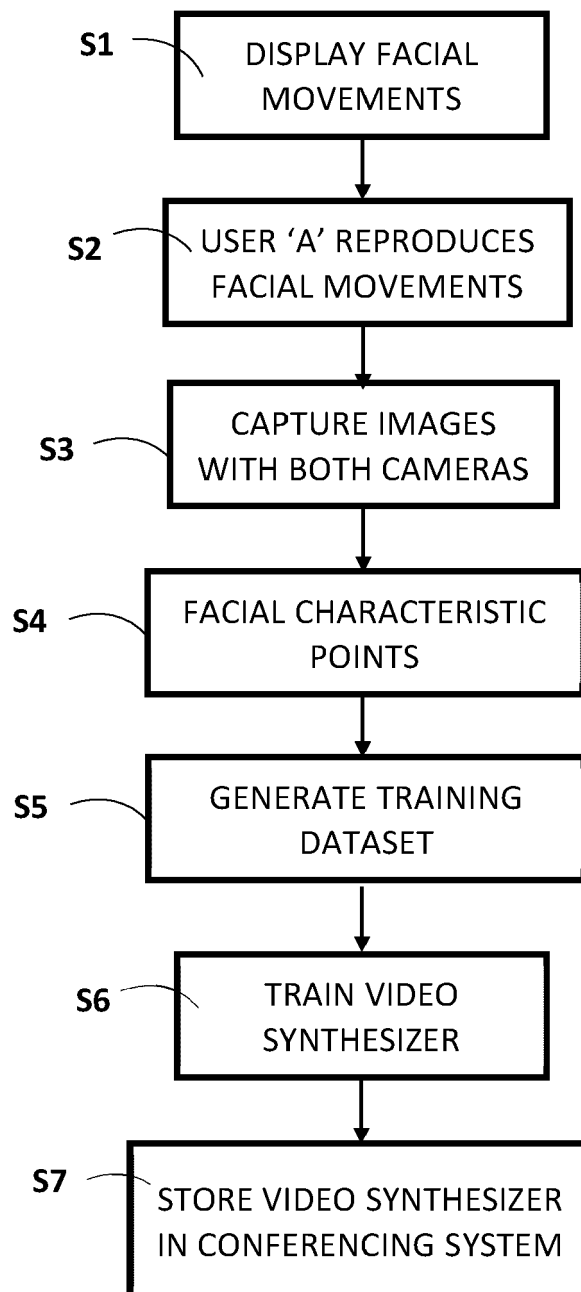 S1
DISPLAY FACIAL
MOVEMENTS
S2
USER ‘A’ REPRODUCES
FACIAL MOVEMENTS
S3
CAPTURE IMAGES
WITH BOTH CAMERAS
S4
FACIAL CHARACTERISTIC
POINTS
S5
GENERATE TRAINING
DATASET
S6
TRAIN VIDEO
SYNTHESIZER
S7
STORE VIDEO SYNTHESIZER
IN CONFERENCING SYSTEM